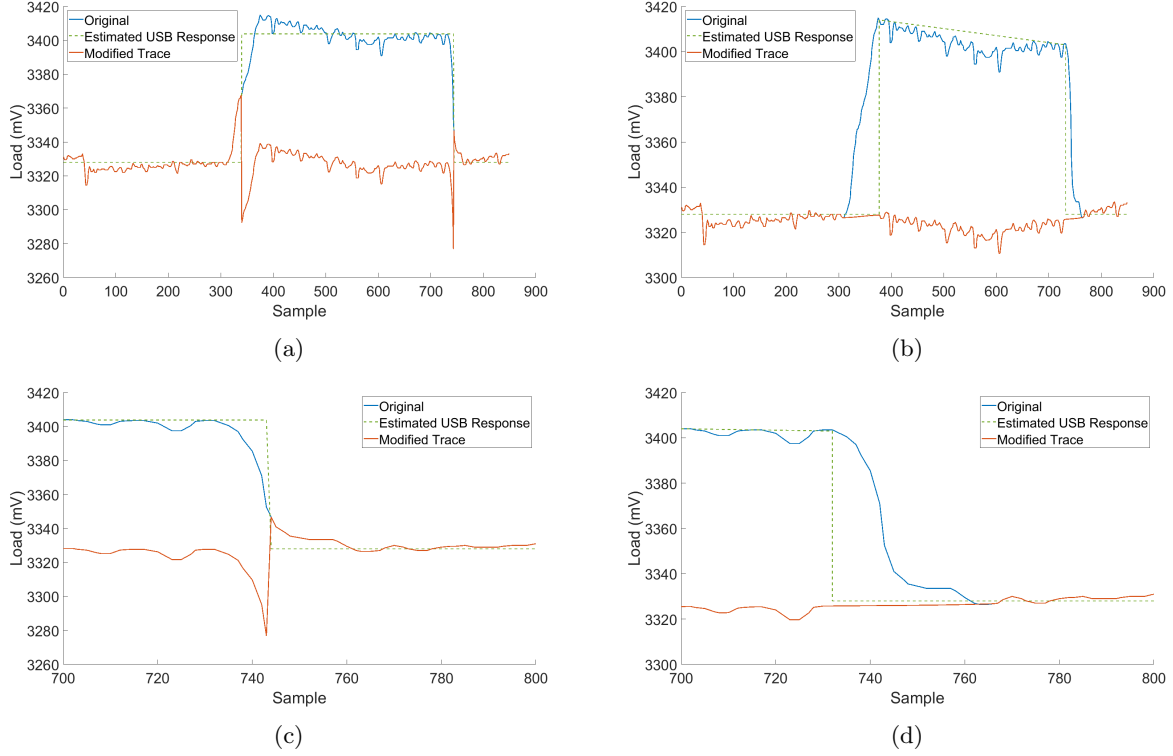 3420
3400
3380
3360
3340
3320
3300
3280
3260
Load (mV)
Original
Estimated USB Response
Modified Trace
0 100 200 300 400 500 600 700 800 900
Sample
(a)
3420
3400
3380
3360
3340
3320
3300
Load (mV)
Original
Estimated USB Response
Modified Trace
0 100 200 300 400 500 600 700 800 900
Sample
(b)
3420
3400
3380
3360
3340
3320
3300
3280
3260
Load (mV)
Original
Estimated USB Response
Modified Trace
700 720 740 760 780 800
Sample
(c)
3420
3400
3380
3360
3340
3320
3300
Load (mV)
Original
Estimated USB Response
Modified Trace
700 720 740 760 780 800
Sample
(d)